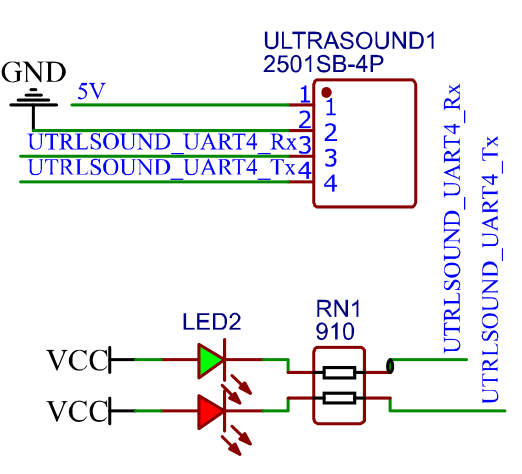 ULTRASOUND1
2501SB-4P
GND
5V
1
1
2
2
UTRLSOUND_UART4_Rx
3
3
UTRLSOUND_UART4_Tx
4
4
UTRLSOUND_UART4_Rx
UTRLSOUND_UART4_Tx
LED2
RN1
910
VCC
VCC